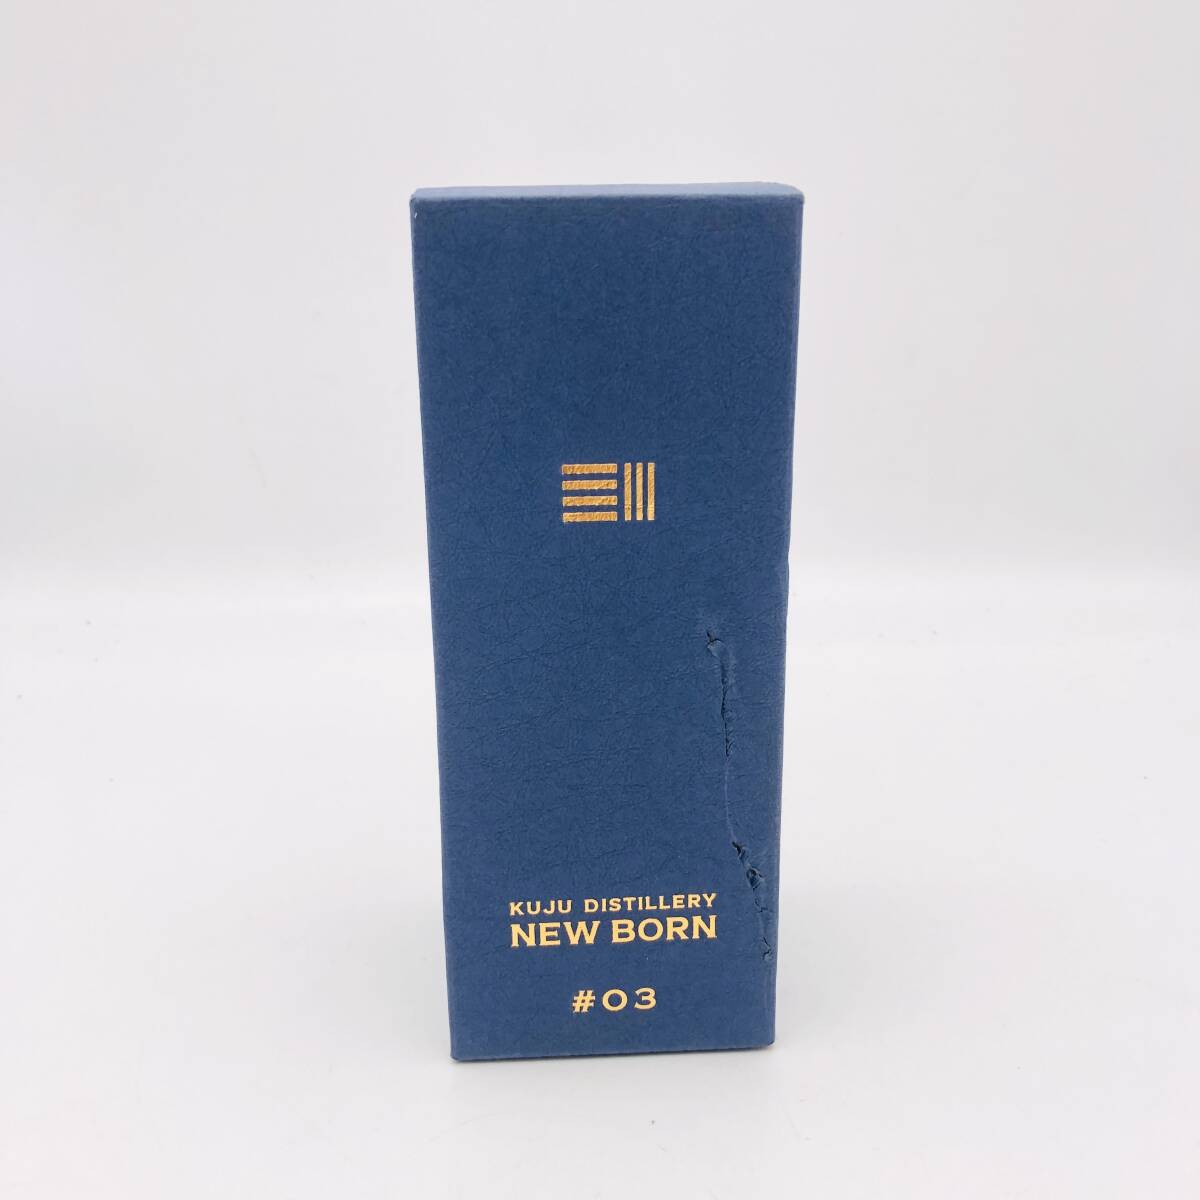 KUJU DISTILLERY
NEW BORN
#03